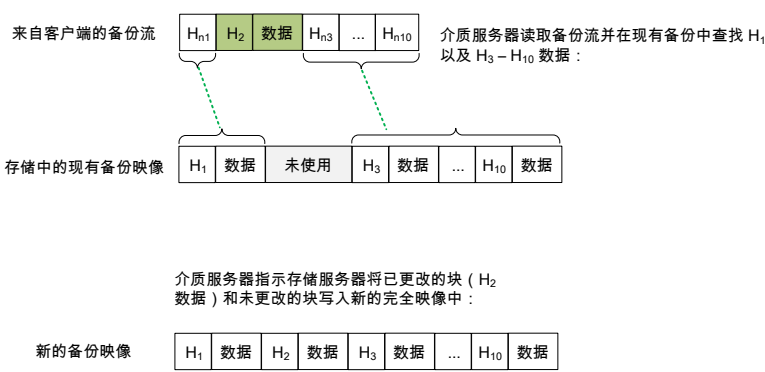 来自客户端的备份流 Hn1 H2 数据 Hn3 ... Hn10
介质服务器读取备份流并在现有备份中查找 H1
以及 H3 – H10 数据：
存储中的现有备份映像 H1 数据 未使用 H3 数据 ... H10 数据
介质服务器指示存储服务器将已更改的块（H2
数据）和未更改的块写入新的完全映像中：
新的备份映像 H1 数据 H2 数据 H3 数据 ... H10 数据